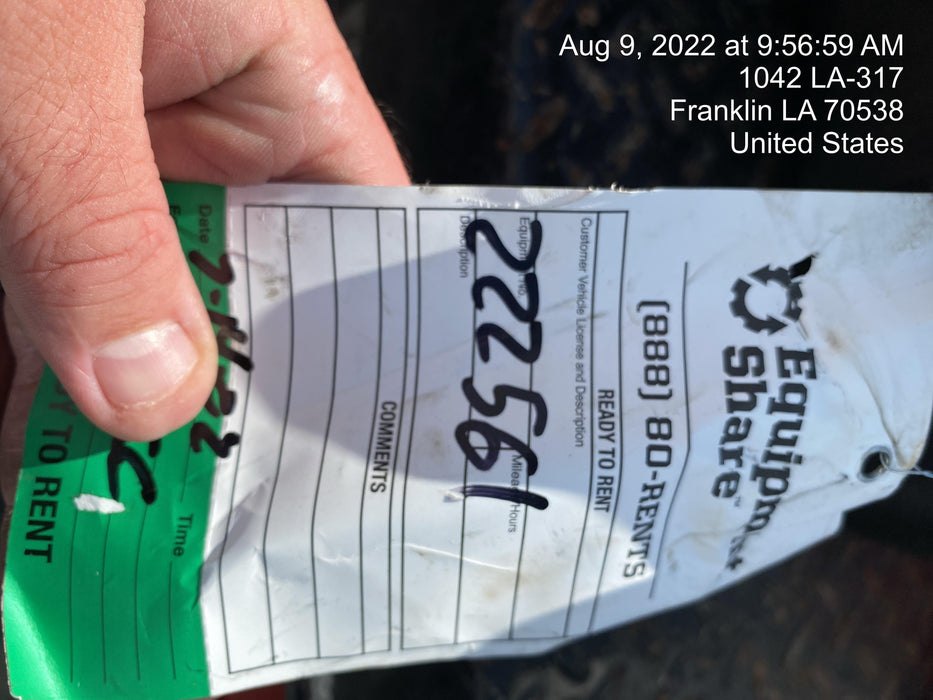 Aug 9, 2022 at 9:56:59 AM
1042 LA-317
Franklin LA 70538
United States
Equipment
Share™
(888) 80-RENTS
READY TO RENT
Customer Vehicle License and Description
Equipment No. Mileage/Hours
222561
Description
COMMENTS
Date Time
TO RENT